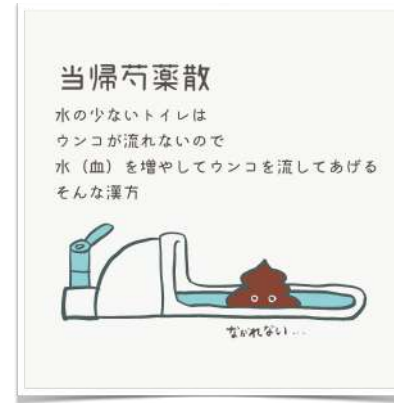 当帰芍薬散
水の少ないトイレは
ウンコが流れないので
水（血）を増やしてウンコを流してあげる
そんな漢方
ながれない...